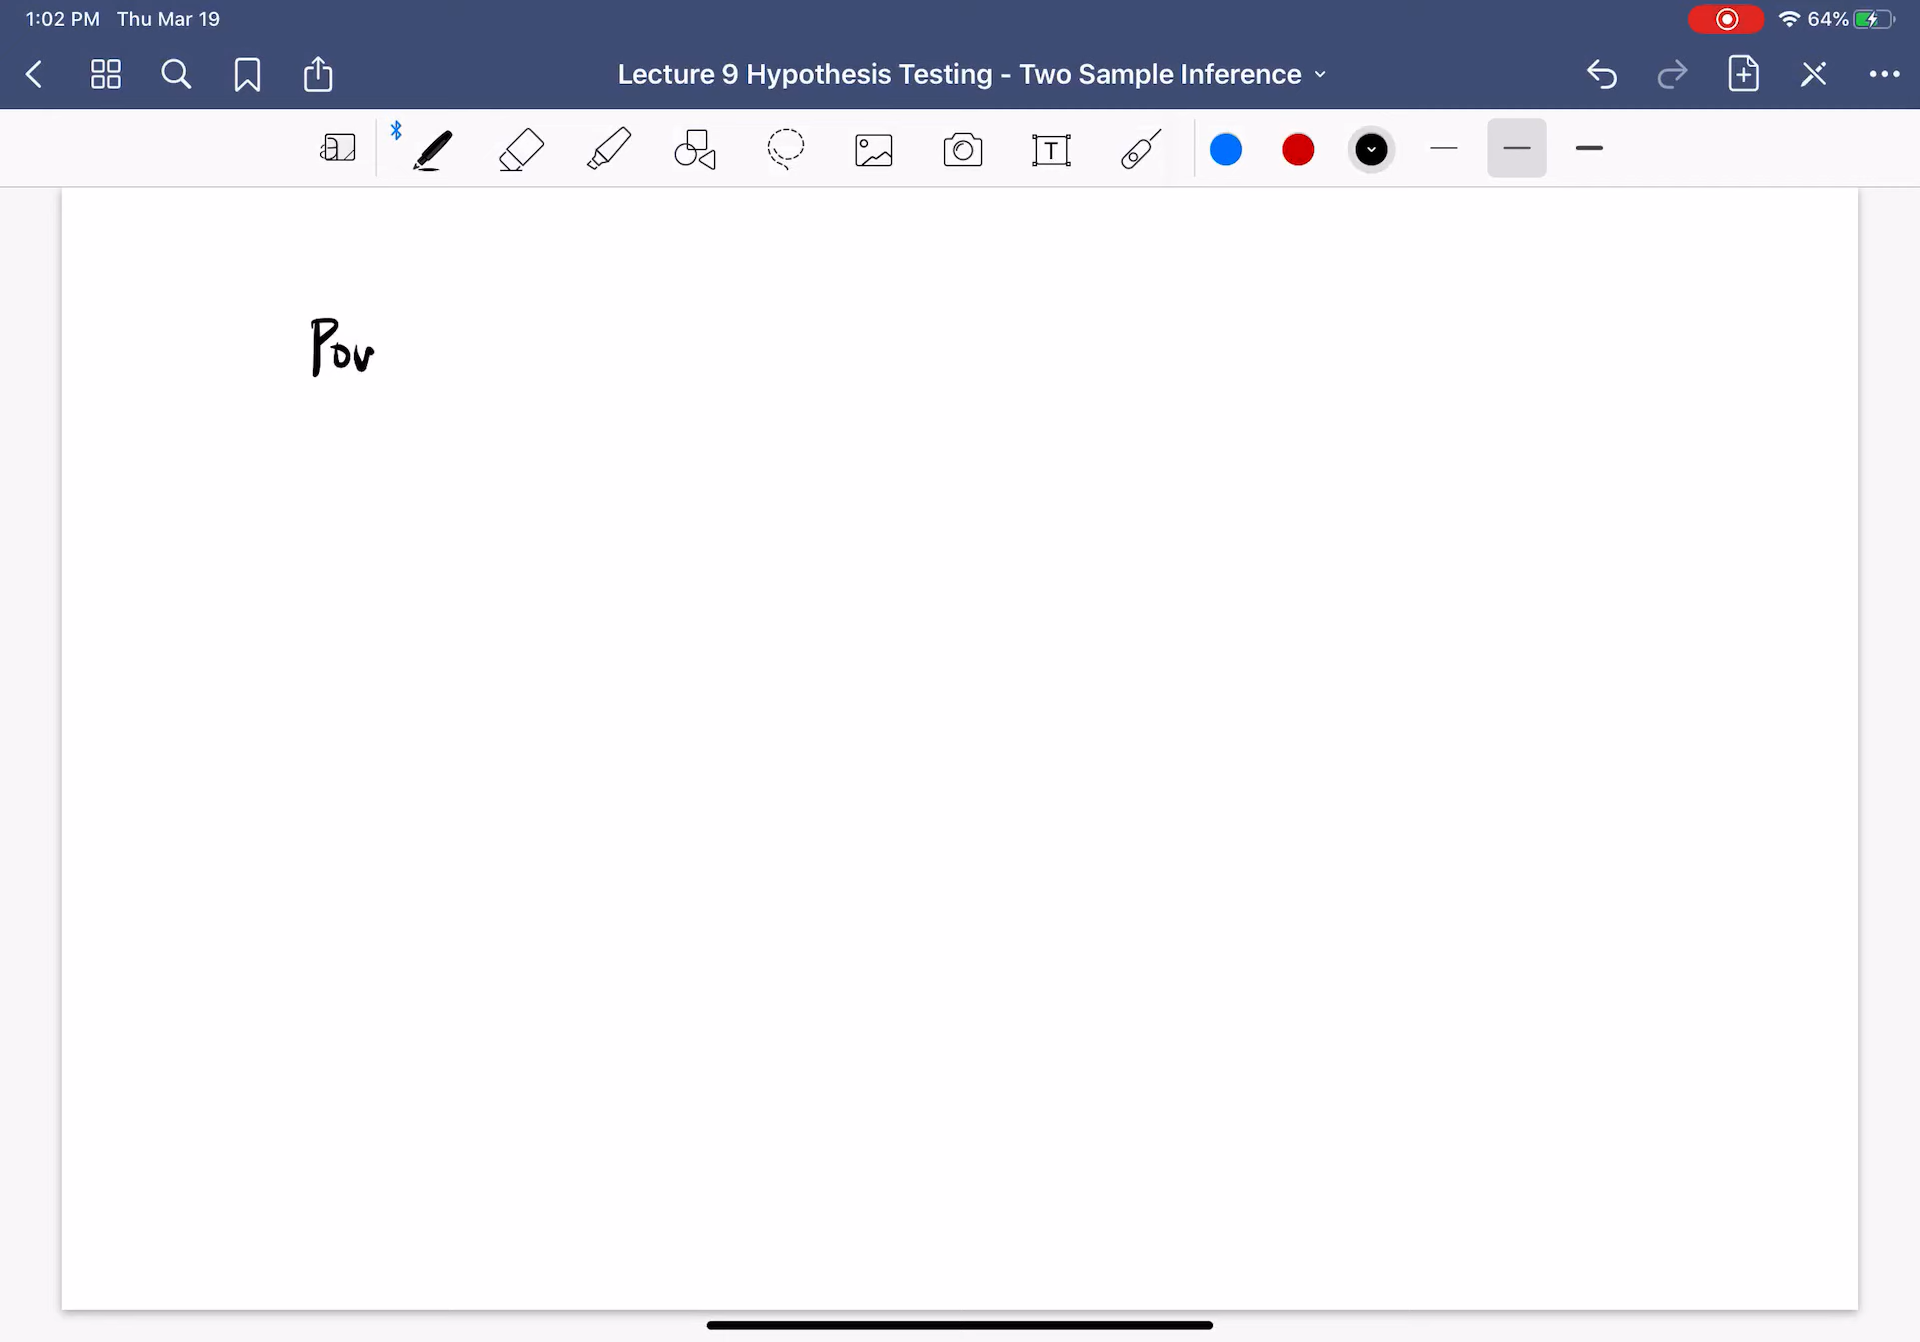 1:02 PM Thu Mar 19
64%
Lecture 9 Hypothesis Testing - Two Sample Inference
a
T
Pov